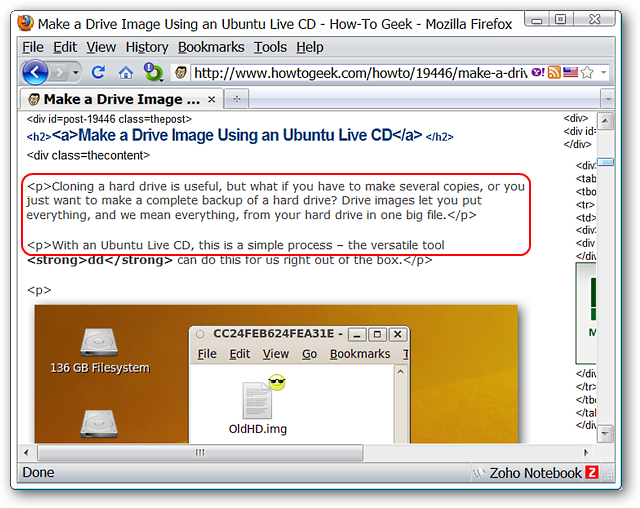 Make a Drive Image Using an Ubuntu Live CD - How-To Geek - Mozilla Firefox
File Edit View History Bookmarks Tools Help
http://www.howtogeek.com/howto/19446/make-a-driv
Make a Drive Image ...
<div id=post-19446 class=thepost>
<h2><a>Make a Drive Image Using an Ubuntu Live CD</a> </h2>
<div class=thecontent>
<p>Cloning a hard drive is useful, but what if you have to make several copies, or you
just want to make a complete backup of a hard drive? Drive images let you put
everything, and we mean everything, from your hard drive in one big file.</p>
<p>With an Ubuntu Live CD, this is a simple process – the versatile tool
<strong>dd</strong> can do this for us right out of the box.</p>
<p>
CC24FEB624FEA31E -
File Edit View Go Bookmarks T
136 GB Filesystem
OldHD.img
<div>
<div id=
</div>
<div>
<tab
<tbo
<tr>
<td>
<div>
<div
</div
M
</div
</tr>
</tbo
</tab
</div
Done
Zoho Notebook 2